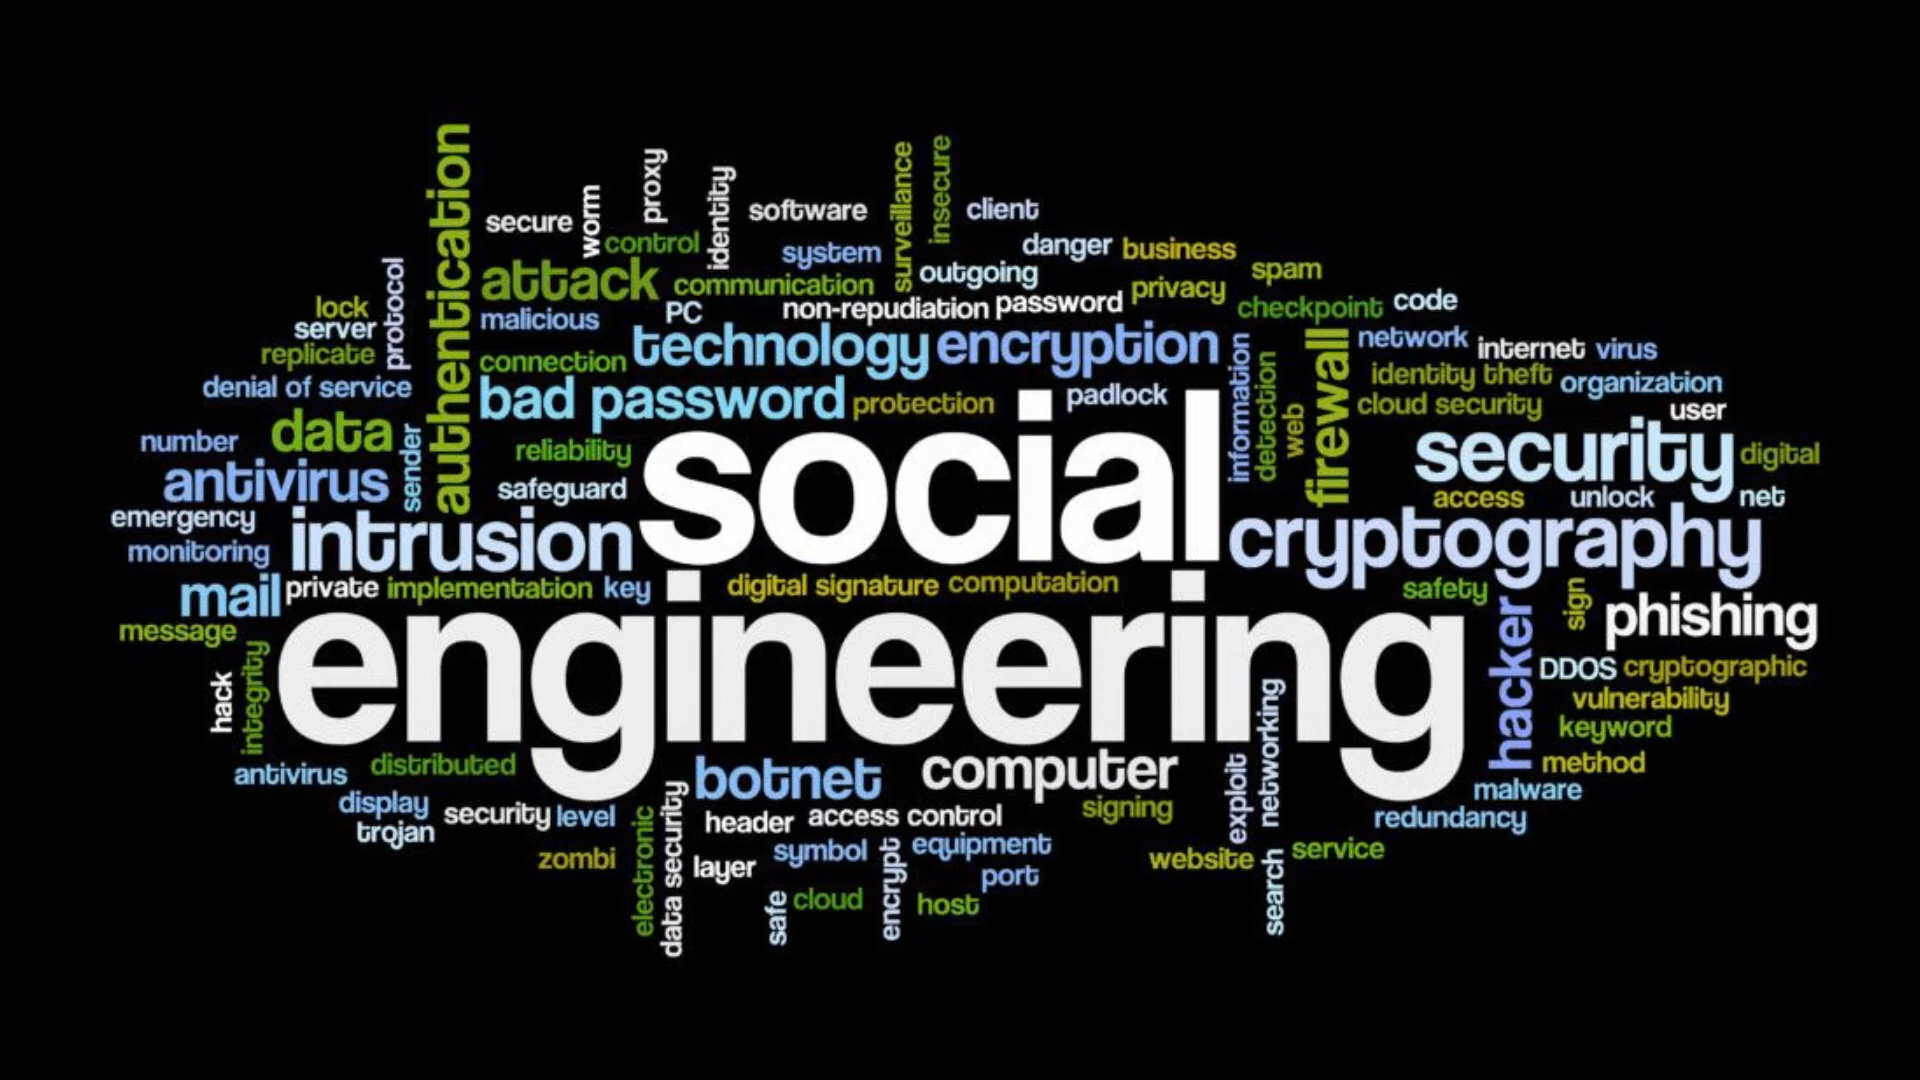 authentication
proxy
surveillance
insecure
identity
worm
secure
software
client
control
system
danger
business
attack
communication
outgoing
spam
protocol
lock
malicious
PC
non-repudiation
password
privacy
checkpoint
code
server
replicate
connection
technology
encryption
information
detection
firewall
network
internet
virus
denial of service
bad password
protection
padlock
web
identity theft
organization
cloud security
user
number
data
sender
reliability
social
security
digital
antivirus
safeguard
access
unlock
net
emergency
intrusion
cryptography
monitoring
mail
private
implementation
key
digital signature
computation
safety
sign
hacker
phishing
message
engineering
hack
integrity
DDOS
cryptographic
vulnerability
keyword
antivirus
distributed
botnet
computer
exploit
networking
method
display
security
level
electronic
data security
header
access control
signing
malware
redundancy
trojan
zombi
layer
symbol
encrypt
equipment
website
search
service
port
safe
cloud
host